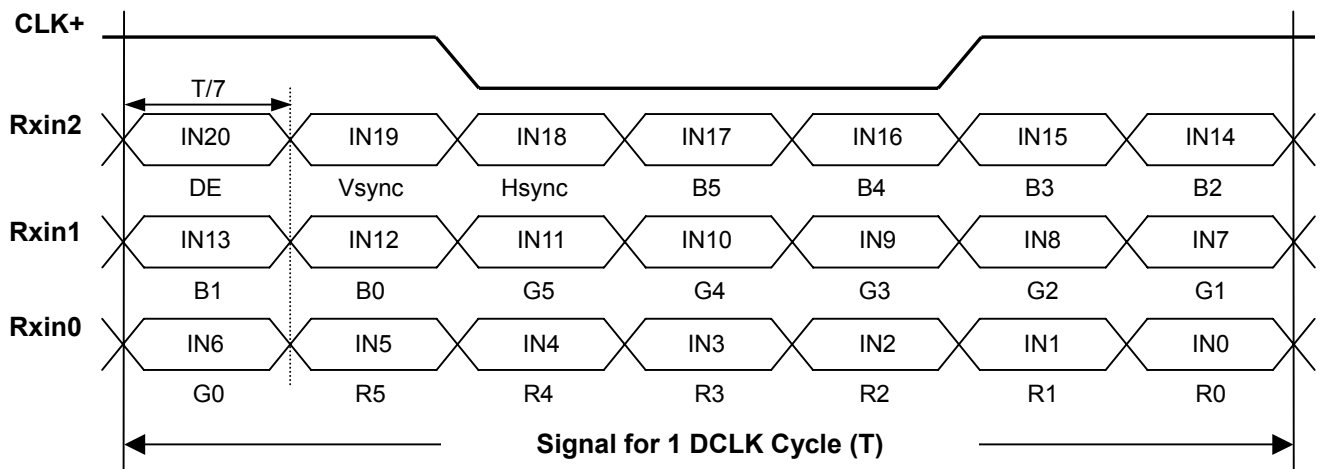 CLK+
T/7
Rxin2 IN20 IN19 IN18 IN17 IN16 IN15 IN14
DE Vsync Hsync B5 B4 B3 B2
Rxin1 IN13 IN12 IN11 IN10 IN9 IN8 IN7
B1 B0 G5 G4 G3 G2 G1
Rxin0 IN6 IN5 IN4 IN3 IN2 IN1 IN0
G0 R5 R4 R3 R2 R1 R0
Signal for 1 DCLK Cycle (T)